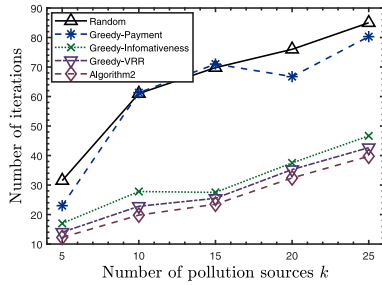 90
80
70
60
50
40
30
20
10
Number of iterations
Random
Greedy-Payment
Greedy-Infomativeness
Greedy-VRR
Algorithm2
5 10 15 20 25
Number of pollution sources k